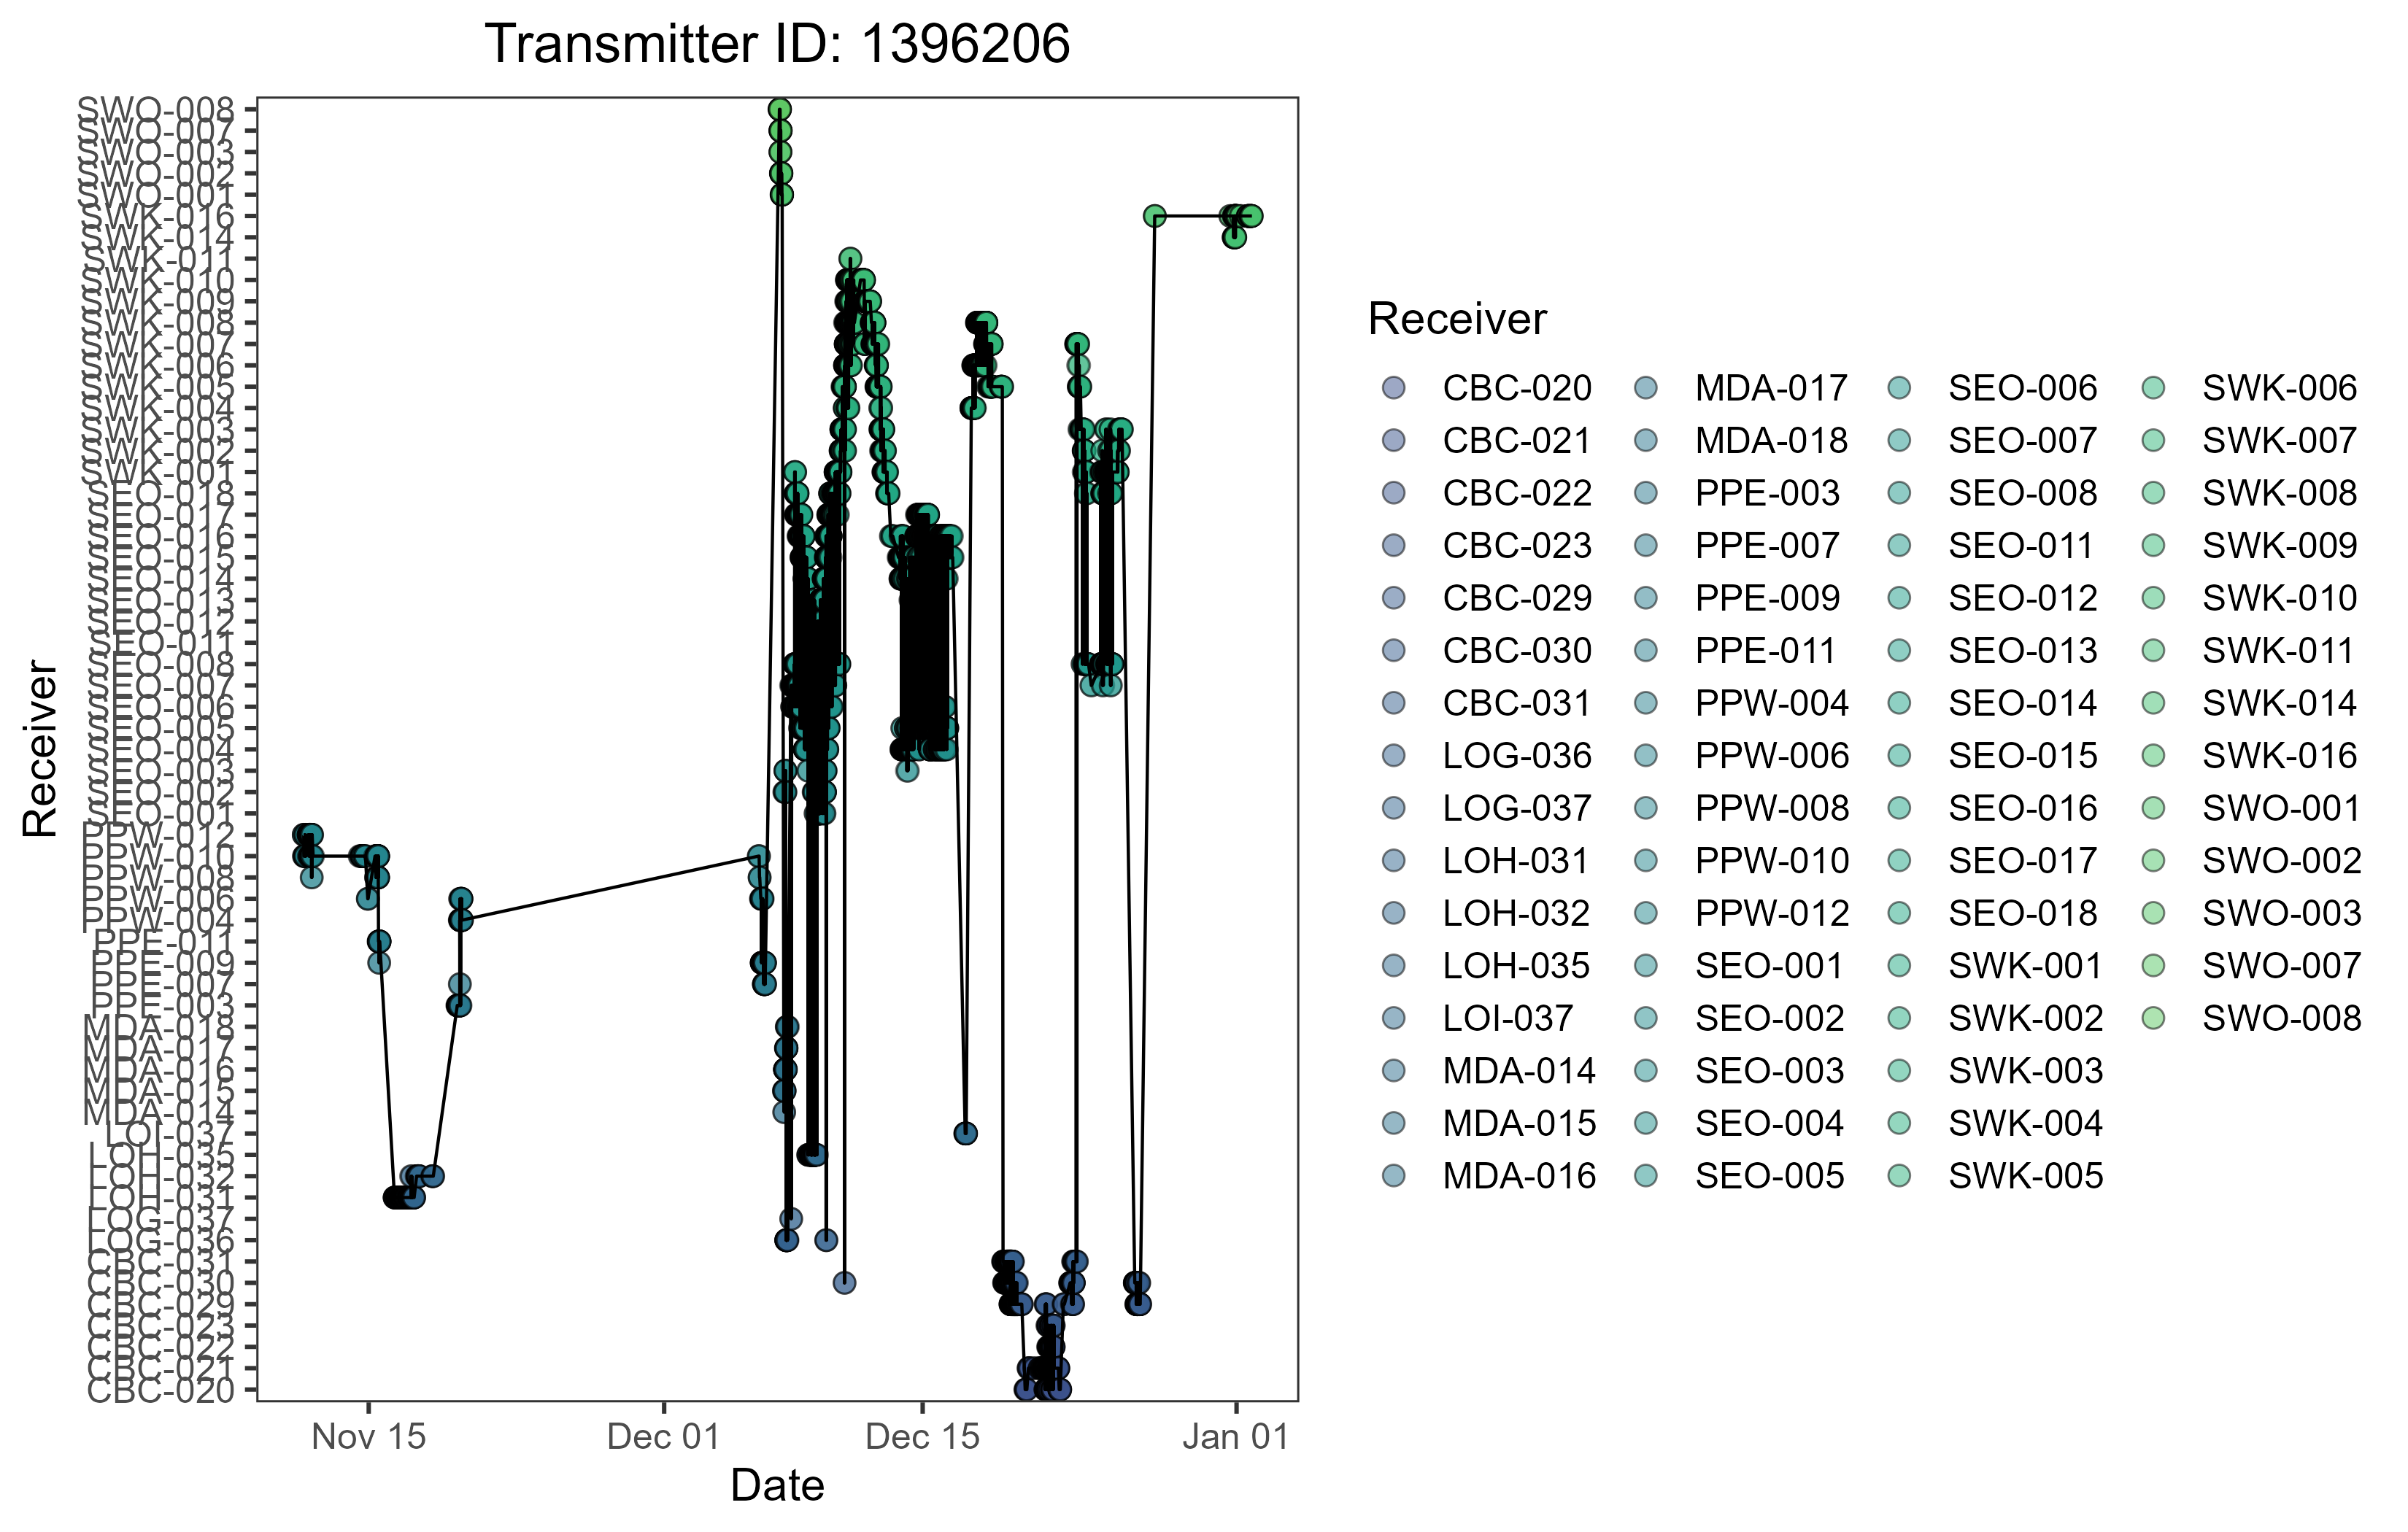 Transmitter ID: 1396206
SWO-008
SWO-007
SWO-003
SWO-002
SWO-001
SWK-016
SWK-014
SWK-011
SWK-010
SWK-009
SWK-008
SWK-007
SWK-006
SWK-005
SWK-004
SWK-003
SWK-002
SWK-001
SEO-018
SEO-017
SEO-016
SEO-015
SEO-014
SEO-013
SEO-012
SEO-011
SEO-008
SEO-007
SEO-006
SEO-005
SEO-004
SEO-003
SEO-002
SEO-001
PPW-012
PPW-010
PPW-008
PPW-006
PPW-004
PPE-011
PPE-009
PPE-007
PPE-003
MDA-018
MDA-017
MDA-016
MDA-015
MDA-014
LOI-037
LOH-035
LOH-032
LOH-031
LOG-037
LOG-036
CBC-031
CBC-030
CBC-029
CBC-023
CBC-022
CBC-021
CBC-020
Receiver
Nov 15 Dec 01 Dec 15 Jan 01
Date
Receiver
CBC-020 MDA-017 SEO-006 SWK-006
CBC-021 MDA-018 SEO-007 SWK-007
CBC-022 PPE-003 SEO-008 SWK-008
CBC-023 PPE-007 SEO-011 SWK-009
CBC-029 PPE-009 SEO-012 SWK-010
CBC-030 PPE-011 SEO-013 SWK-011
CBC-031 PPW-004 SEO-014 SWK-014
LOG-036 PPW-006 SEO-015 SWK-016
LOG-037 PPW-008 SEO-016 SWO-001
LOH-031 PPW-010 SEO-017 SWO-002
LOH-032 PPW-012 SEO-018 SWO-003
LOH-035 SEO-001 SWK-001 SWO-007
LOI-037 SEO-002 SWK-002 SWO-008
MDA-014 SEO-003 SWK-003
MDA-015 SEO-004 SWK-004
MDA-016 SEO-005 SWK-005